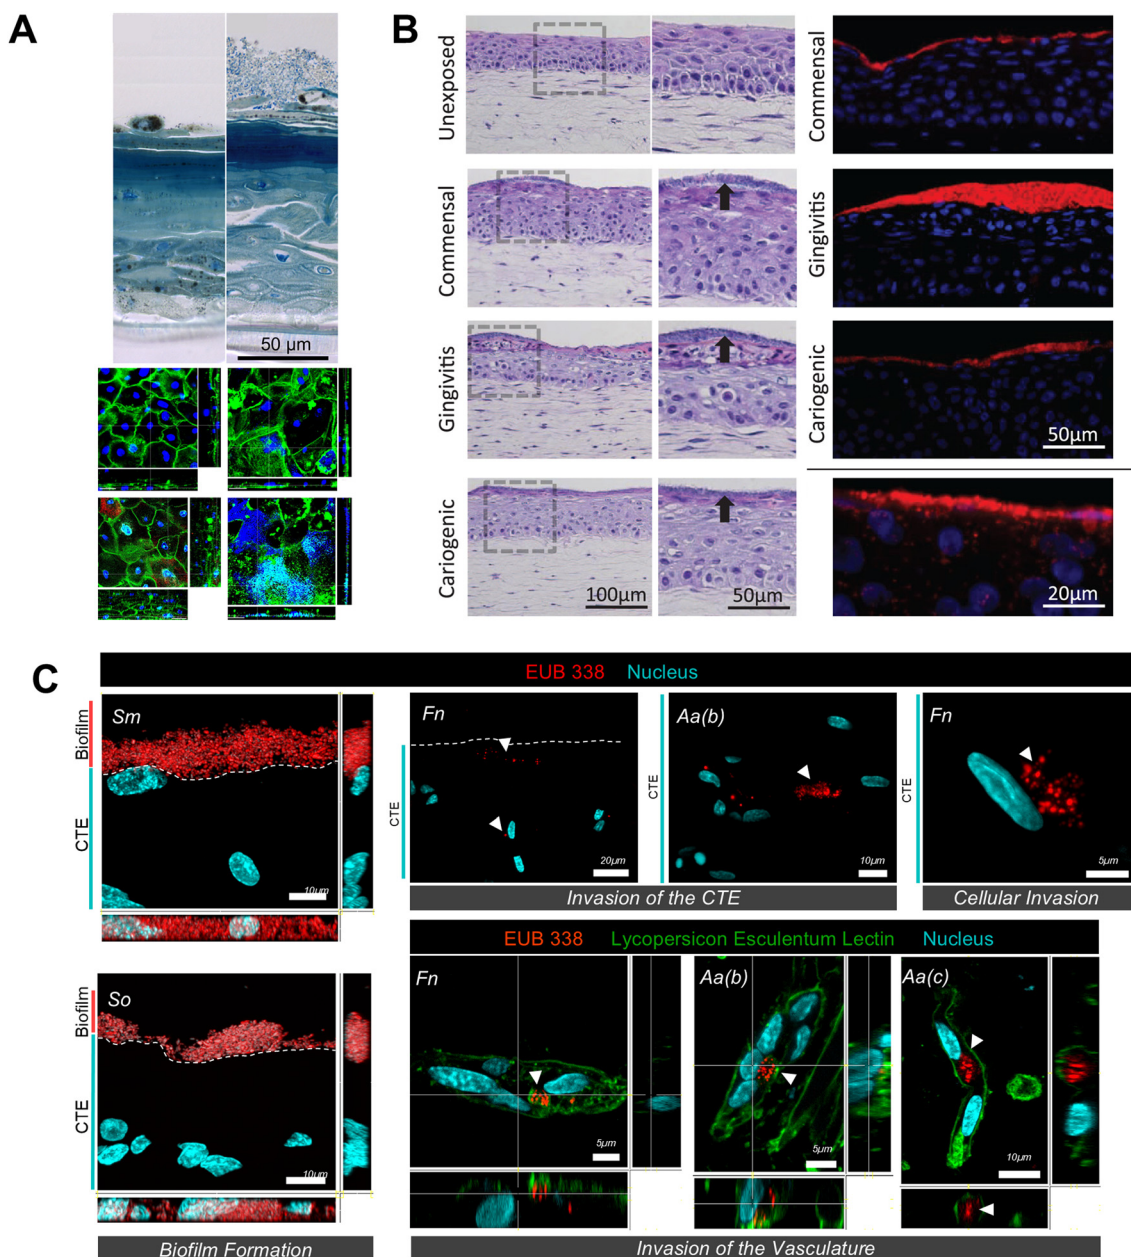 A
50 µm
B
Unexposed
Commensal
Gingivitis
Cariogenic
100µm
50µm
Commensal
Gingivitis
Cariogenic
50µm
20µm
C
EUB 338 Nucleus
Biofilm
CTE
Sm
10µm
Biofilm
CTE
So
10µm
Biofilm Formation
CTE
Fn
20µm
CTE
Aa(b)
10µm
Invasion of the CTE
CTE
Fn
5µm
Cellular Invasion
EUB 338 Lycopersicon Esculentum Lectin Nucleus
Fn
5µm
Aa(b)
5µm
Aa(c)
10µm
Invasion of the Vasculature